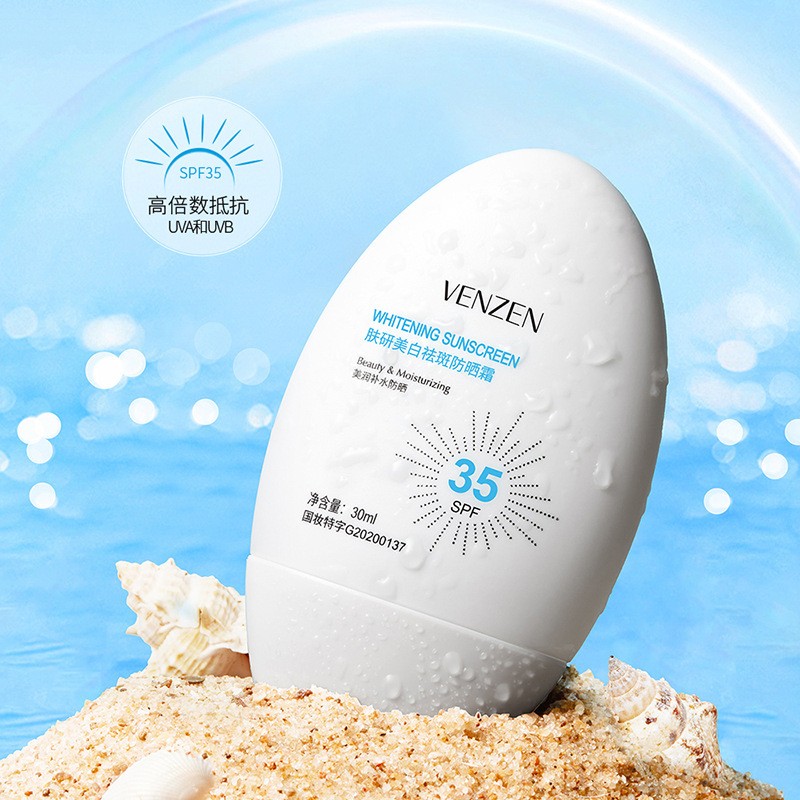 SPF35
高倍数抵抗
UVA和UVB
VENZEN
WHITENING SUNSCREEN
肤研美白祛斑防晒霜
Beauty & Moisturizing
美润补水防晒
35
SPF
净含量：30ml
国妆特字G20200137